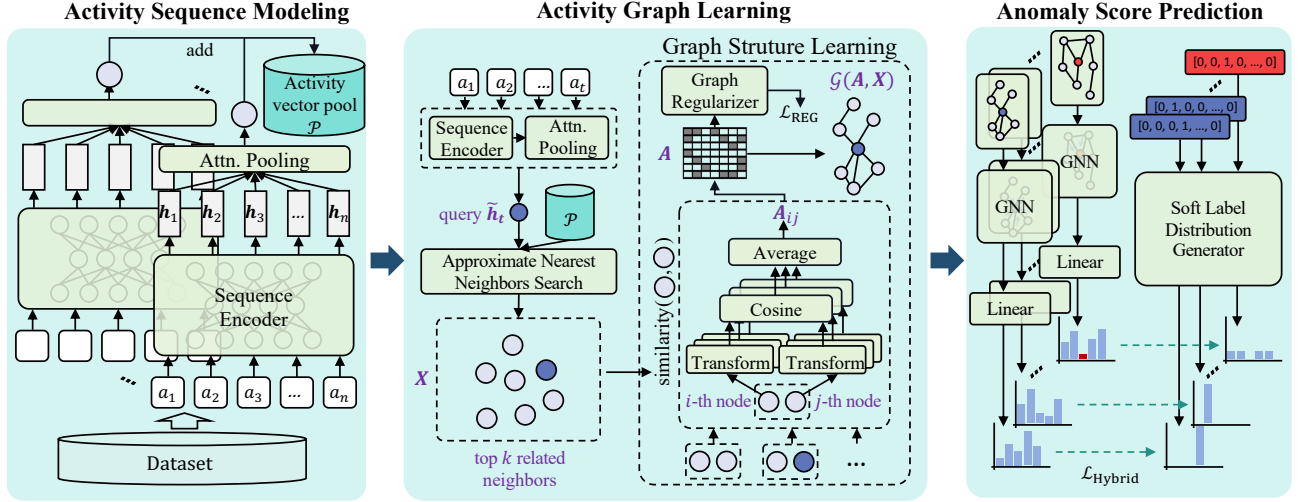 Activity Sequence Modeling
add
Activity
vector pool
𝒫
Attn. Pooling
h₁
h₂
h₃
...
hₙ
Sequence
Encoder
a₁
a₂
a₃
...
aₙ
Dataset
Activity Graph Learning
a₁
a₂
...
aₜ
Sequence
Encoder
Attn.
Pooling
query h̃ₜ
𝒫
Approximate Nearest
Neighbors Search
X
top k related
neighbors
Graph Struture Learning
Graph
Regularizer
ℒREG
𝒢(A, X)
A
Aᵢⱼ
similarity( , )
Average
Cosine
Transform
Transform
i-th node
j-th node
...
Anomaly Score Prediction
[0, 0, 1, 0, ..., 0]
[0, 1, 0, 0, ..., 0]
[0, 0, 0, 1, ..., 0]
GNN
GNN
Soft Label
Distribution
Generator
Linear
Linear
ℒHybrid